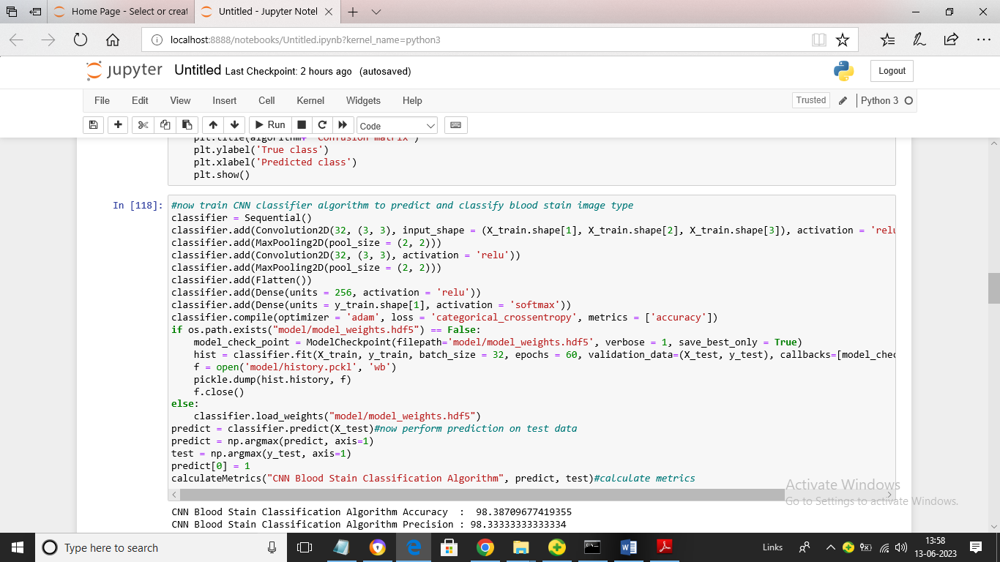 Home Page - Select or creat
Untitled - Jupyter Notel
localhost:8888/notebooks/Untitled.ipynb?kernel_name=python3
jupyter Untitled Last Checkpoint: 2 hours ago (autosaved)
Logout
File Edit View Insert Cell Kernel Widgets Help
Trusted Python 3
Run Code
plt.title(algorithm+" Confusion matrix")
plt.ylabel('True class')
plt.xlabel('Predicted class')
plt.show()
In [118]: #now train CNN classifier algorithm to predict and classify blood stain image type
classifier = Sequential()
classifier.add(Convolution2D(32, (3, 3), input_shape = (X_train.shape[1], X_train.shape[2], X_train.shape[3]), activation = 'relu
classifier.add(MaxPooling2D(pool_size = (2, 2)))
classifier.add(Convolution2D(32, (3, 3), activation = 'relu'))
classifier.add(MaxPooling2D(pool_size = (2, 2)))
classifier.add(Flatten())
classifier.add(Dense(units = 256, activation = 'relu'))
classifier.add(Dense(units = y_train.shape[1], activation = 'softmax'))
classifier.compile(optimizer = 'adam', loss = 'categorical_crossentropy', metrics = ['accuracy'])
if os.path.exists("model/model_weights.hdf5") == False:
    model_check_point = ModelCheckpoint(filepath='model/model_weights.hdf5', verbose = 1, save_best_only = True)
    hist = classifier.fit(X_train, y_train, batch_size = 32, epochs = 60, validation_data=(X_test, y_test), callbacks=[model_chec
    f = open('model/history.pckl', 'wb')
    pickle.dump(hist.history, f)
    f.close()
else:
    classifier.load_weights("model/model_weights.hdf5")
predict = classifier.predict(X_test)#now perform prediction on test data
predict = np.argmax(predict, axis=1)
test = np.argmax(y_test, axis=1)
predict[0] = 1
calculateMetrics("CNN Blood Stain Classification Algorithm", predict, test)#calculate metrics
Activate Windows
Go to Settings to activate Windows.
CNN Blood Stain Classification Algorithm Accuracy  :  98.38709677419355
CNN Blood Stain Classification Algorithm Precision : 98.33333333333334
Type here to search
Links
13:58
13-06-2023